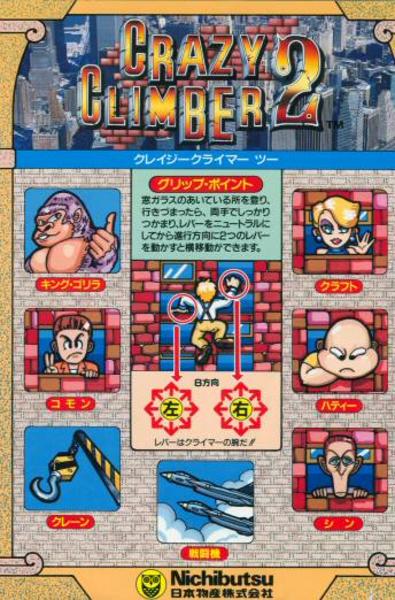 CRAZY
CLIMBER 2™
クレイジークライマー ツー
グリップ・ポイント
窓ガラスのあいている所を登り、
行きづまったら、両手でしっかり
つかまり、レバーをニュートラルに
してから進行方向に2つのレバー
を動かすと横移動ができます。
キング・ゴリラ
クラフト
コモン
8方向
左
右
レバーはクライマーの腕だ!!
ハティー
クレーン
戦闘機
シン
Nichibutsu
日本物産株式会社